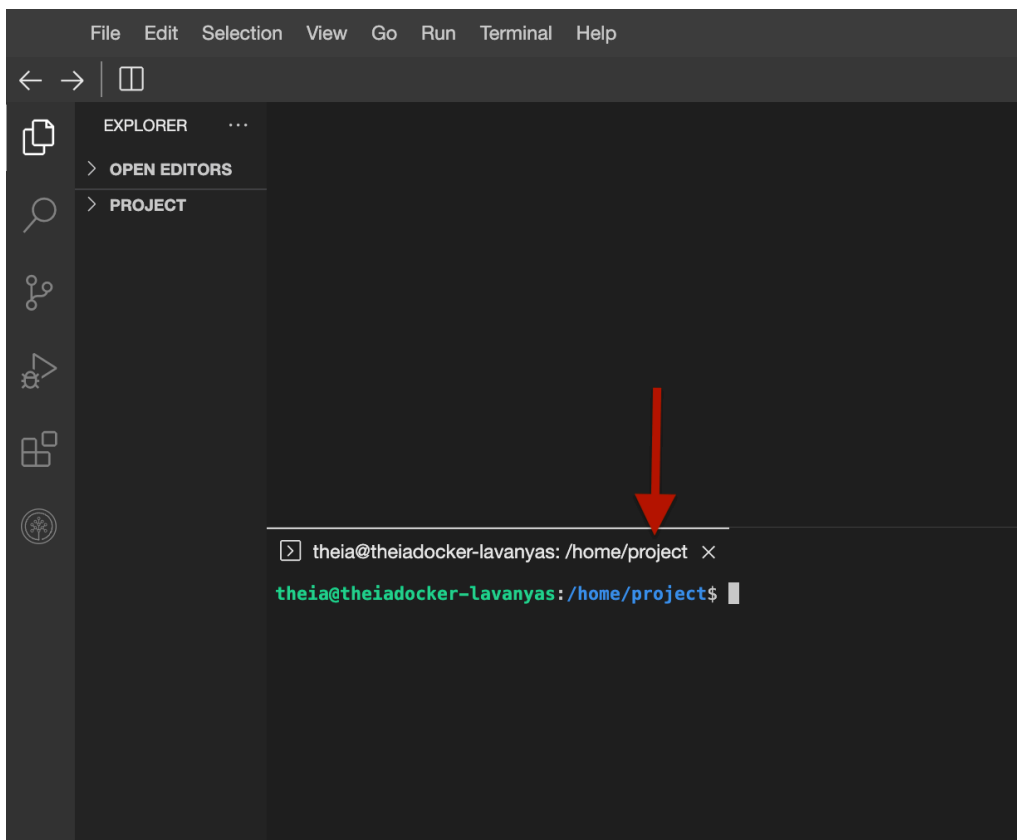 File Edit Selection View Go Run Terminal Help
EXPLORER
OPEN EDITORS
PROJECT
theia@theiadocker-lavanyas: /home/project
theia@theiadocker-lavanyas:/home/project$